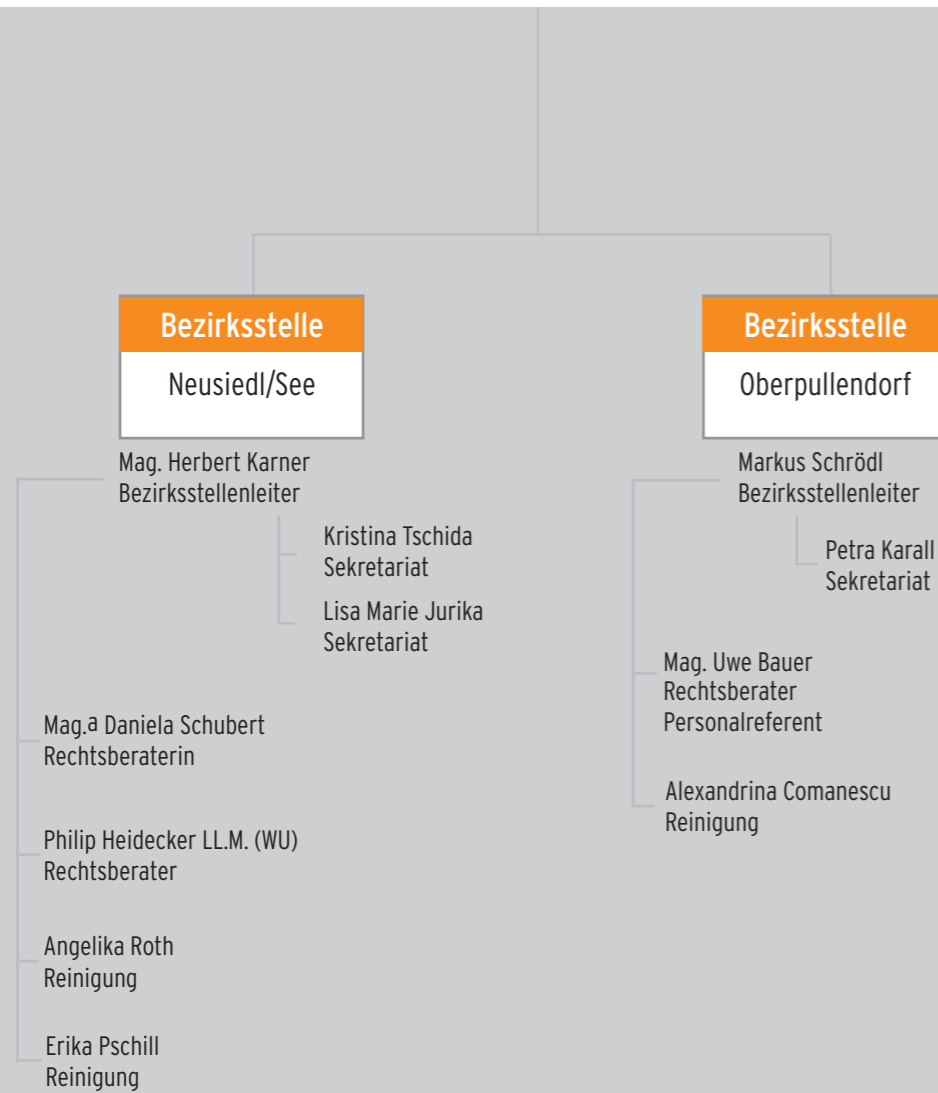 Bezirksstelle
Neusiedl/See
Mag. Herbert Karner
Bezirksstellenleiter
Kristina Tschida
Sekretariat
Lisa Marie Jurika
Sekretariat
Mag.a Daniela Schubert
Rechtsberaterin
Philip Heidecker LL.M. (WU)
Rechtsberater
Angelika Roth
Reinigung
Erika Pschill
Reinigung
Bezirksstelle
Oberpullendorf
Markus Schrödl
Bezirksstellenleiter
Petra Karall
Sekretariat
Mag. Uwe Bauer
Rechtsberater
Personalreferent
Alexandrina Comanescu
Reinigung